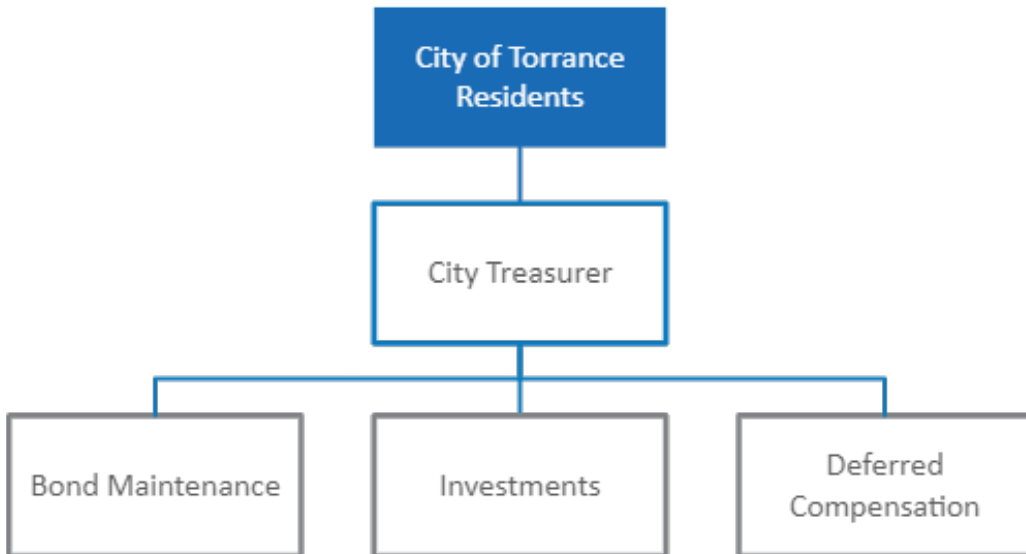 City of Torrance
Residents
City Treasurer
Bond Maintenance
Investments
Deferred
Compensation